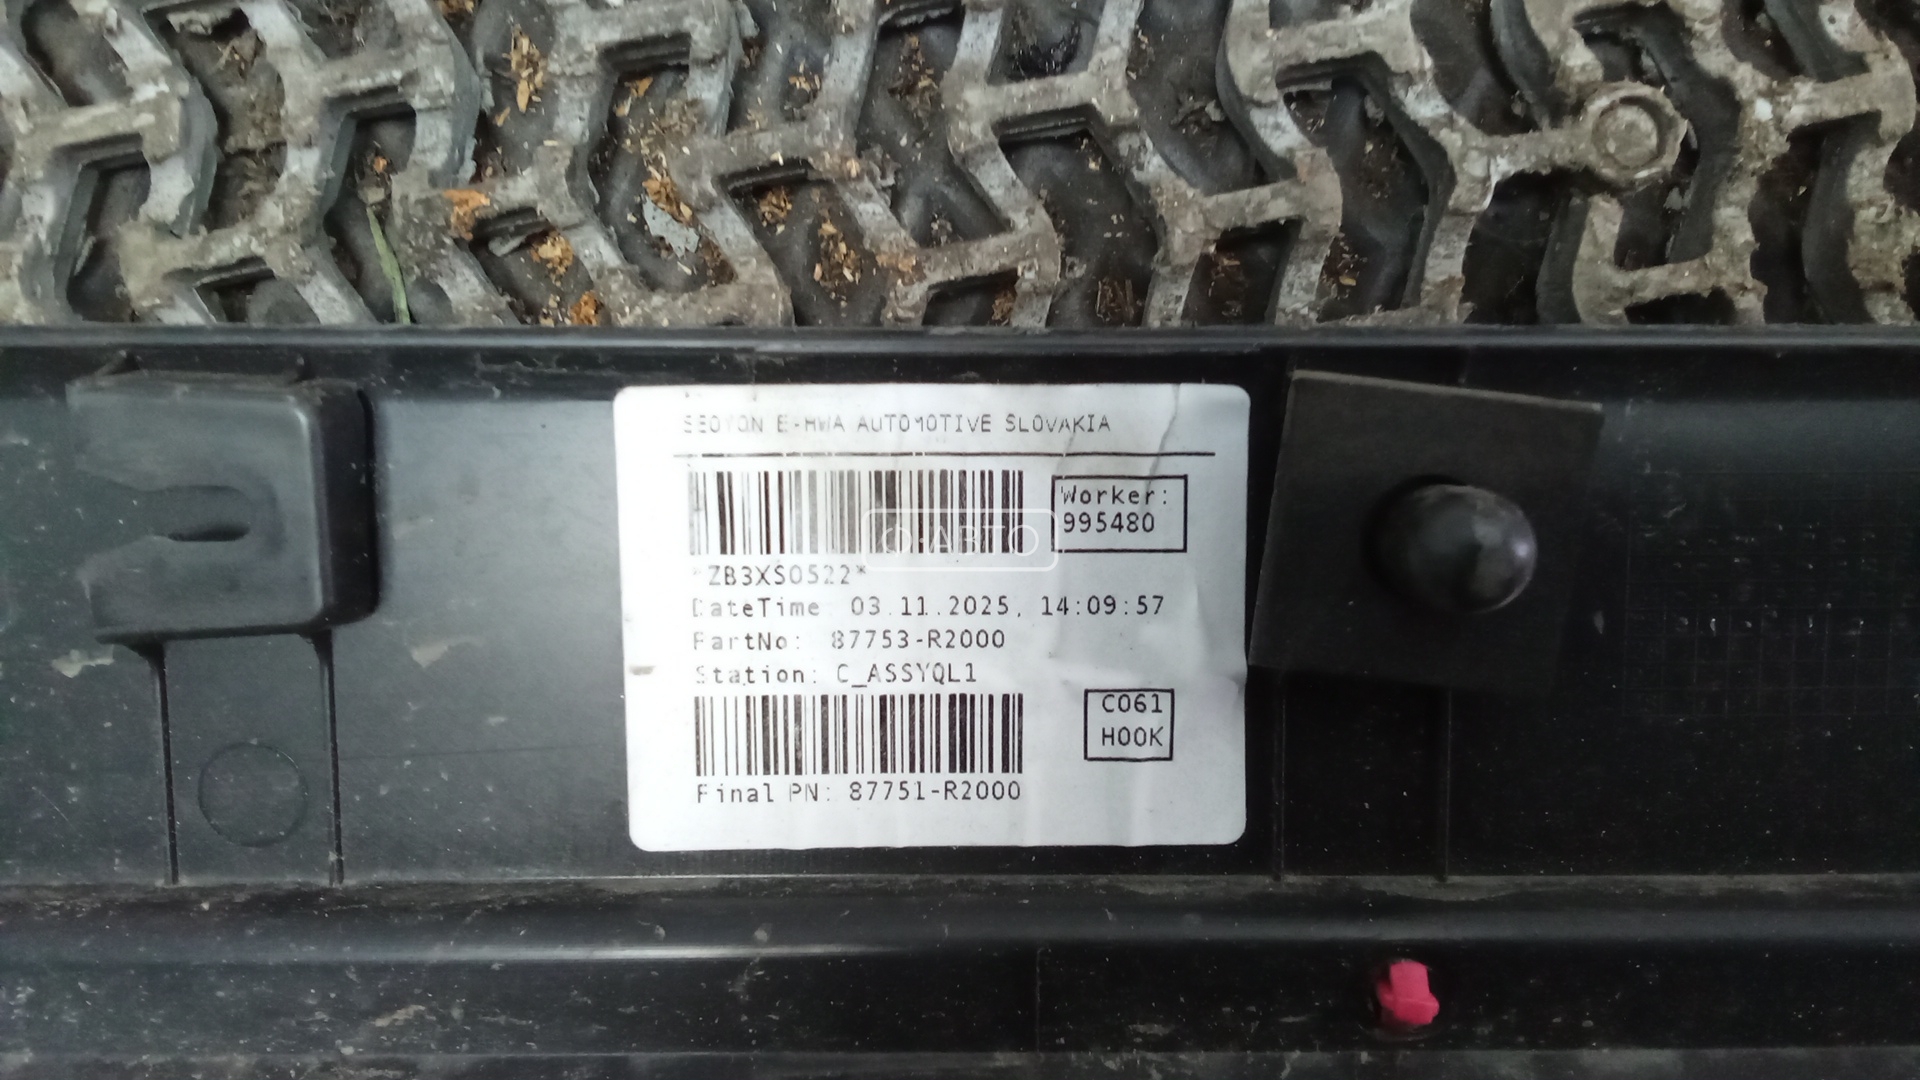 SEOYON E-HWA AUTOMOTIVE SLOVAKIA
Worker:
995480
*ZB3XS0522*
DateTime 03.11.2025, 14:09:57
PartNo: 87753-R2000
Station: C_ASSYQL1
C061
HOOK
Final PN: 87751-R2000
О·АВТО